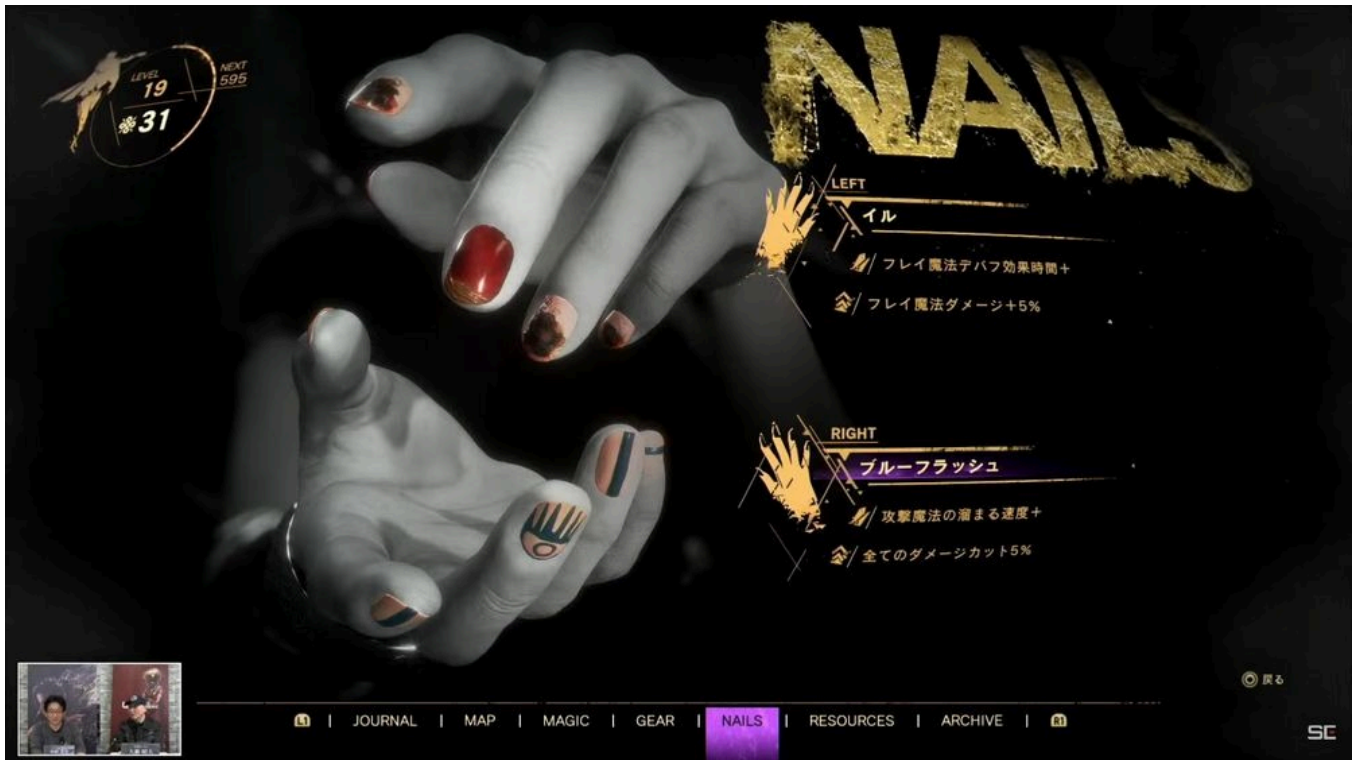 LEVEL
19
31
NEXT
595
NAILS
LEFT
イル
フレイ魔法デバフ効果時間+
フレイ魔法ダメージ+5%
RIGHT
ブルーフラッシュ
攻撃魔法の溜まる速度+
全てのダメージカット5%
戻る
L1 | JOURNAL | MAP | MAGIC | GEAR | NAILS | RESOURCES | ARCHIVE | R1